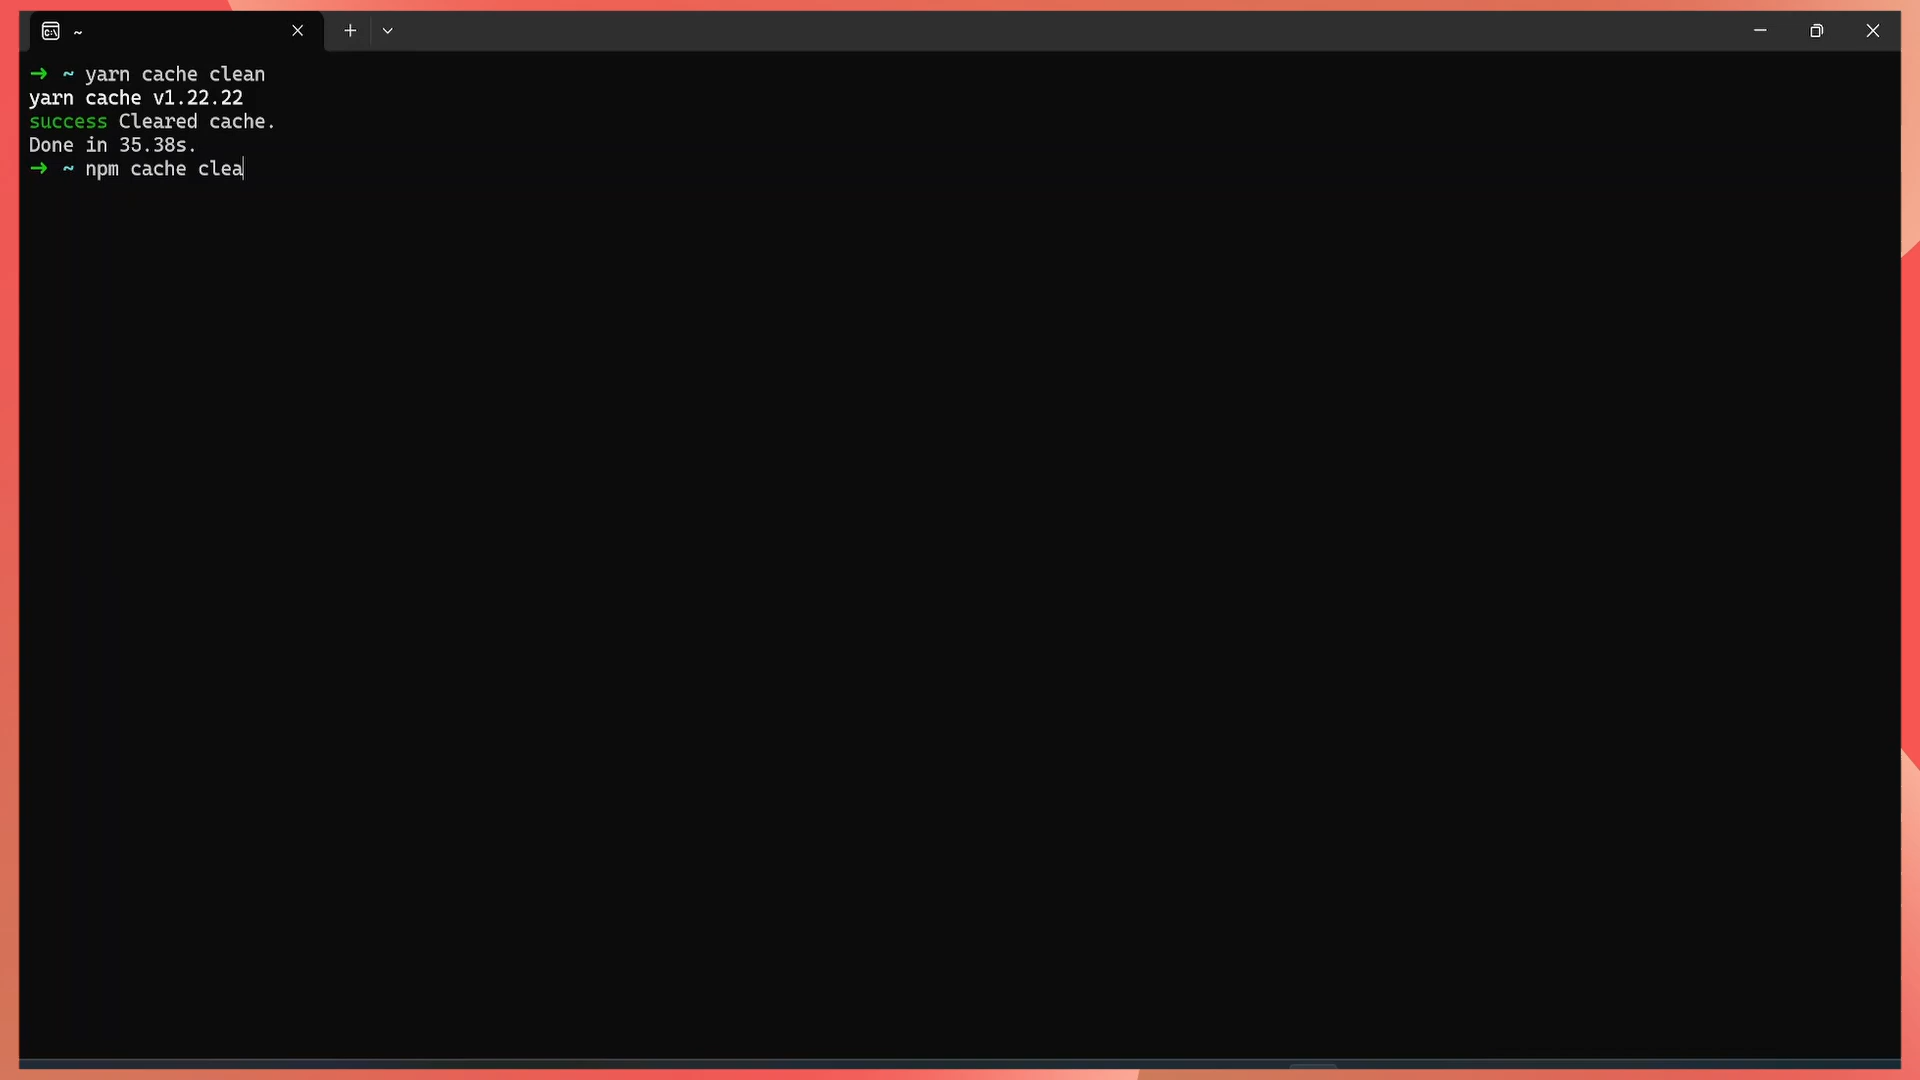 ~
➜ ~ yarn cache clean
yarn cache v1.22.22
success Cleared cache.
Done in 35.38s.
➜ ~ npm cache clea